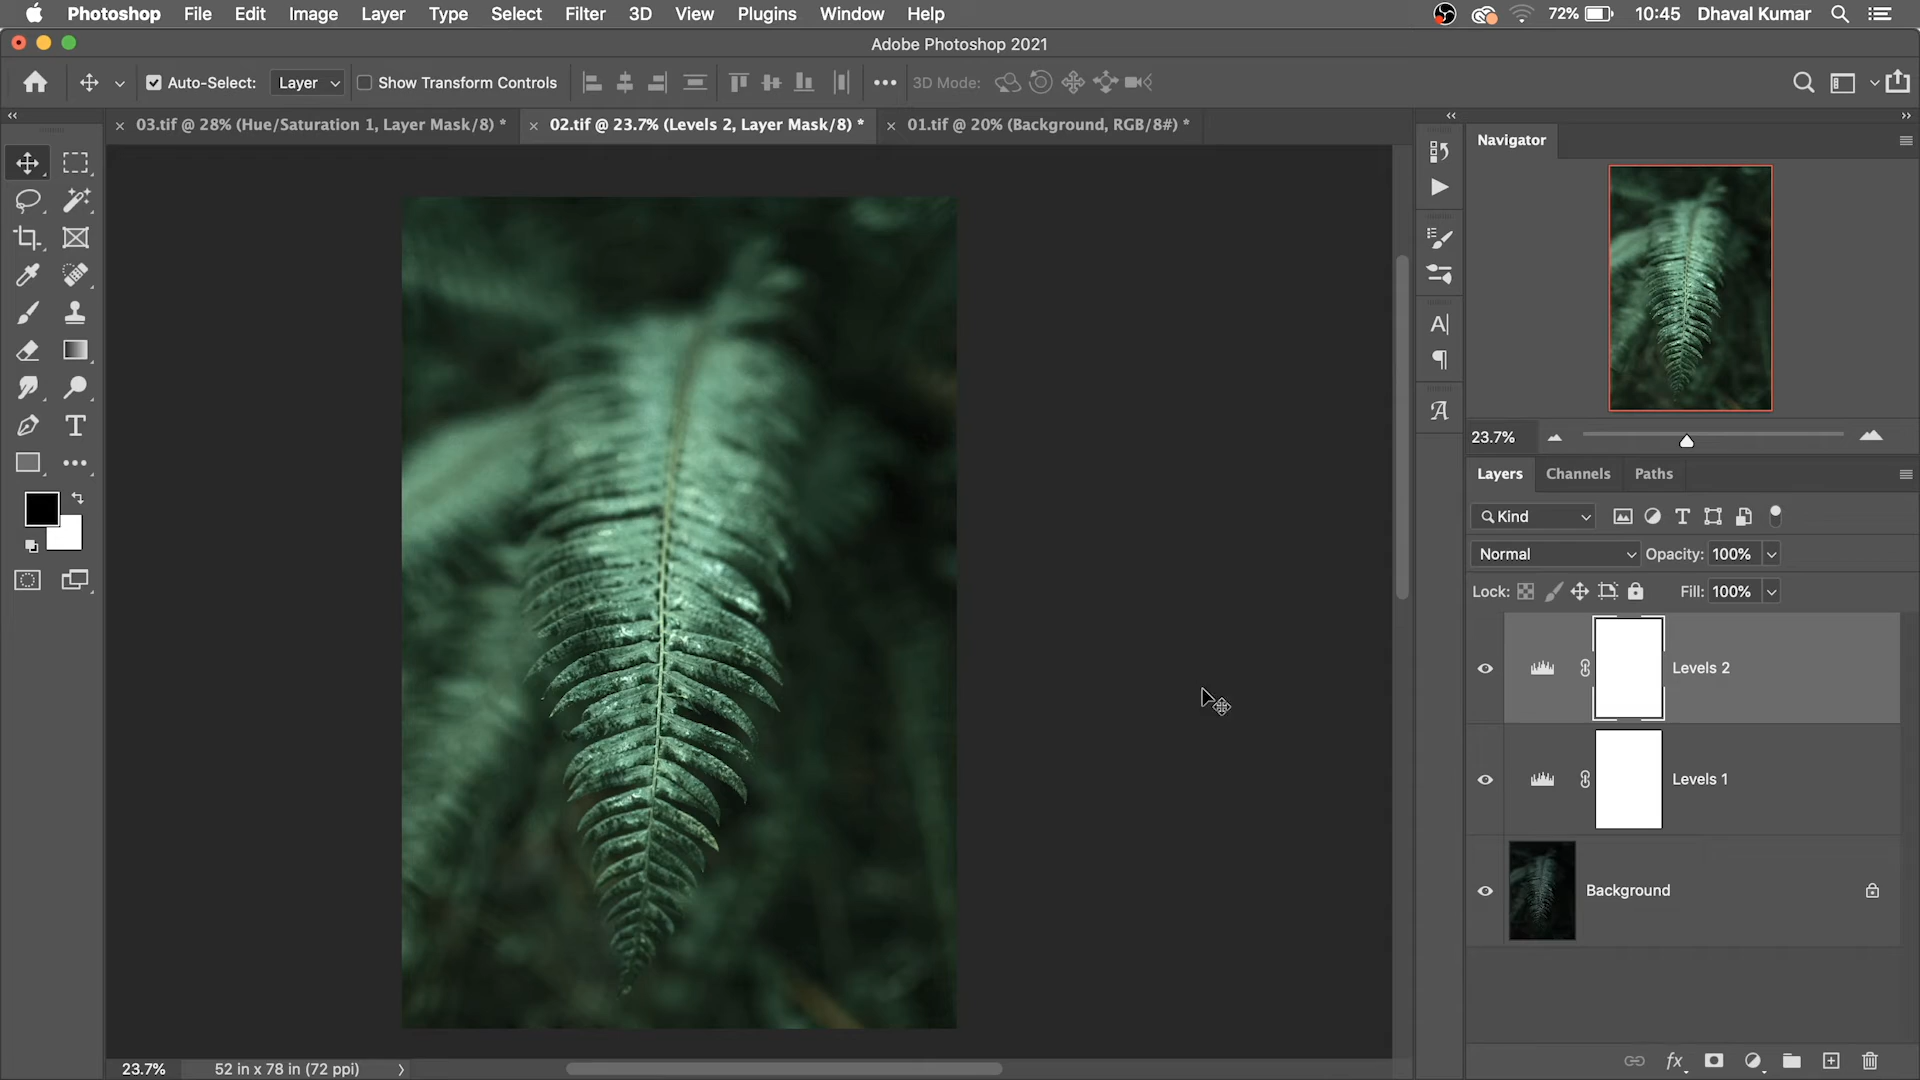 Photoshop File Edit Image Layer Type Select Filter 3D View Plugins Window Help 72% 10:45 Dhaval Kumar
Adobe Photoshop 2021
Auto-Select: Layer Show Transform Controls 3D Mode:
03.tif @ 28% (Hue/Saturation 1, Layer Mask/8) * 02.tif @ 23.7% (Levels 2, Layer Mask/8) * 01.tif @ 20% (Background, RGB/8#) *
Navigator
23.7%
Layers Channels Paths
Kind
Normal Opacity: 100%
Lock: Fill: 100%
Levels 2
Levels 1
Background
23.7% 52 in x 78 in (72 ppi)